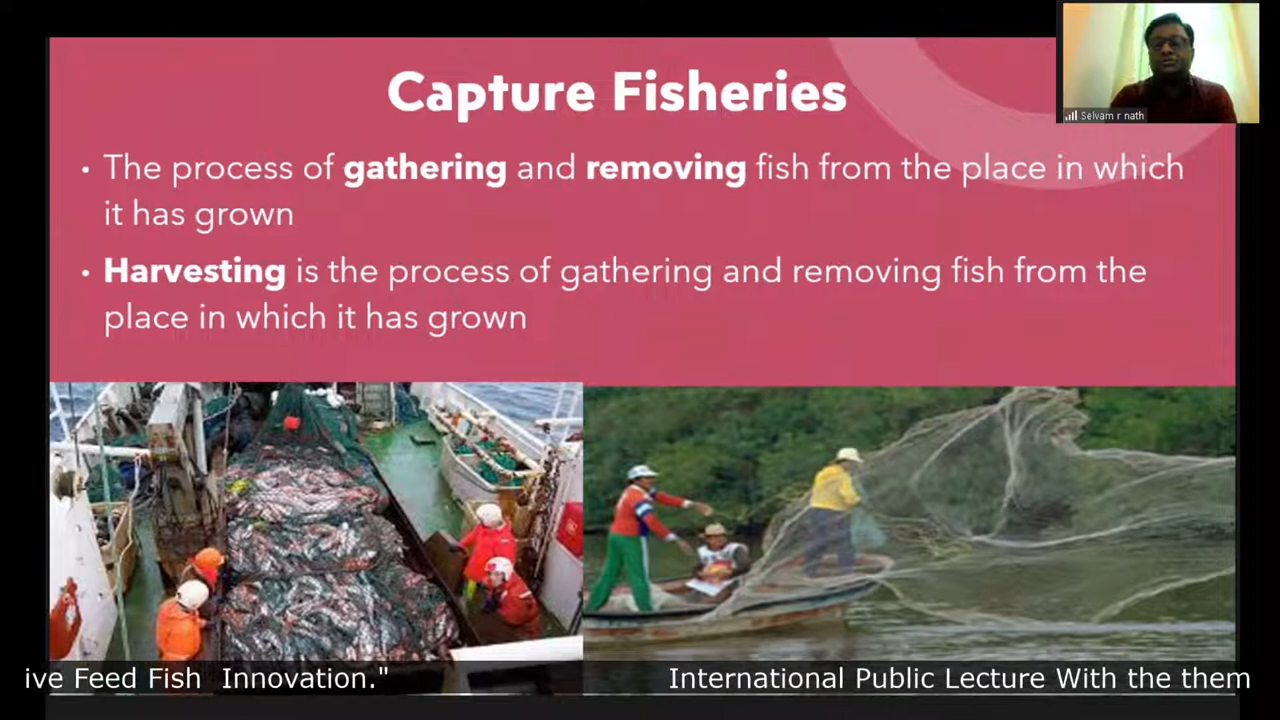 Capture Fisheries
• The process of gathering and removing fish from the place in which
it has grown
• Harvesting is the process of gathering and removing fish from the
place in which it has grown
Selvam r nath
ive Feed Fish Innovation." International Public Lecture With the them